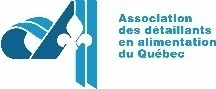 Association
des détaillants
en alimentation
du Québec